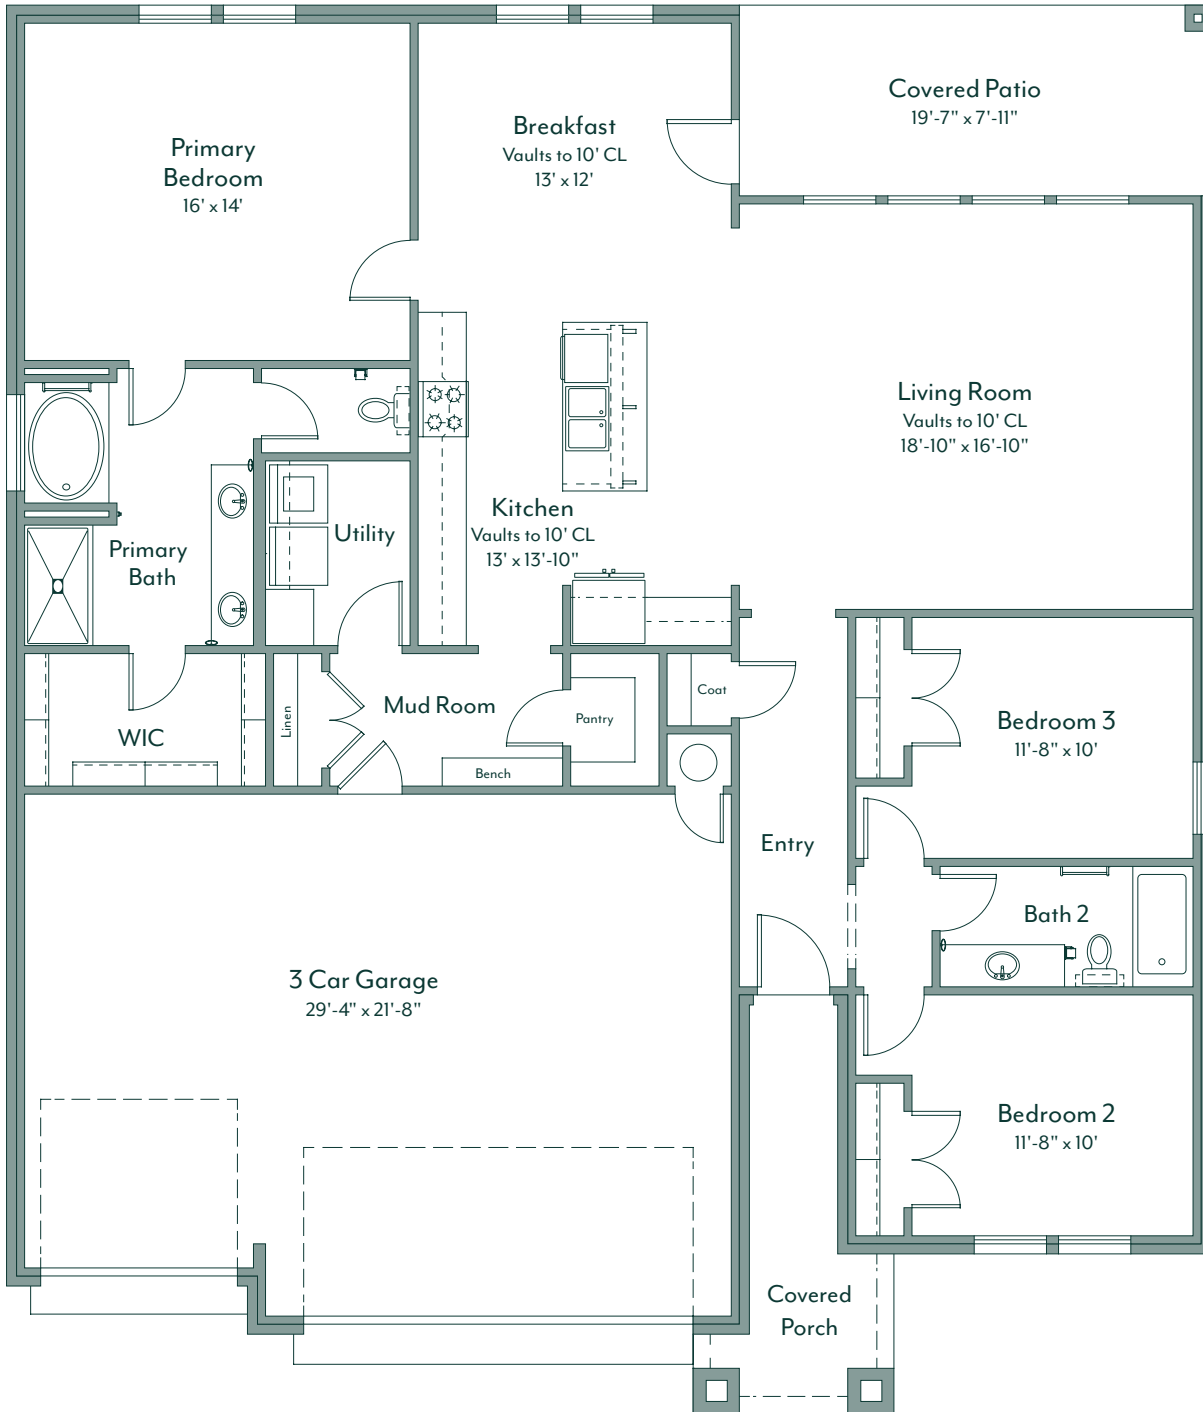 Covered Patio
19'-7" x 7'-11"
Breakfast
Vaults to 10' CL
13' x 12'
Primary
Bedroom
16' x 14'
Living Room
Vaults to 10' CL
18'-10" x 16'-10"
Kitchen
Vaults to 10' CL
13' x 13'-10"
Utility
Primary
Bath
Coat
Mud Room
Linen
Pantry
WIC
Bench
Bedroom 3
11'-8" x 10'
Entry
Bath 2
3 Car Garage
29'-4" x 21'-8"
Bedroom 2
11'-8" x 10'
Covered
Porch